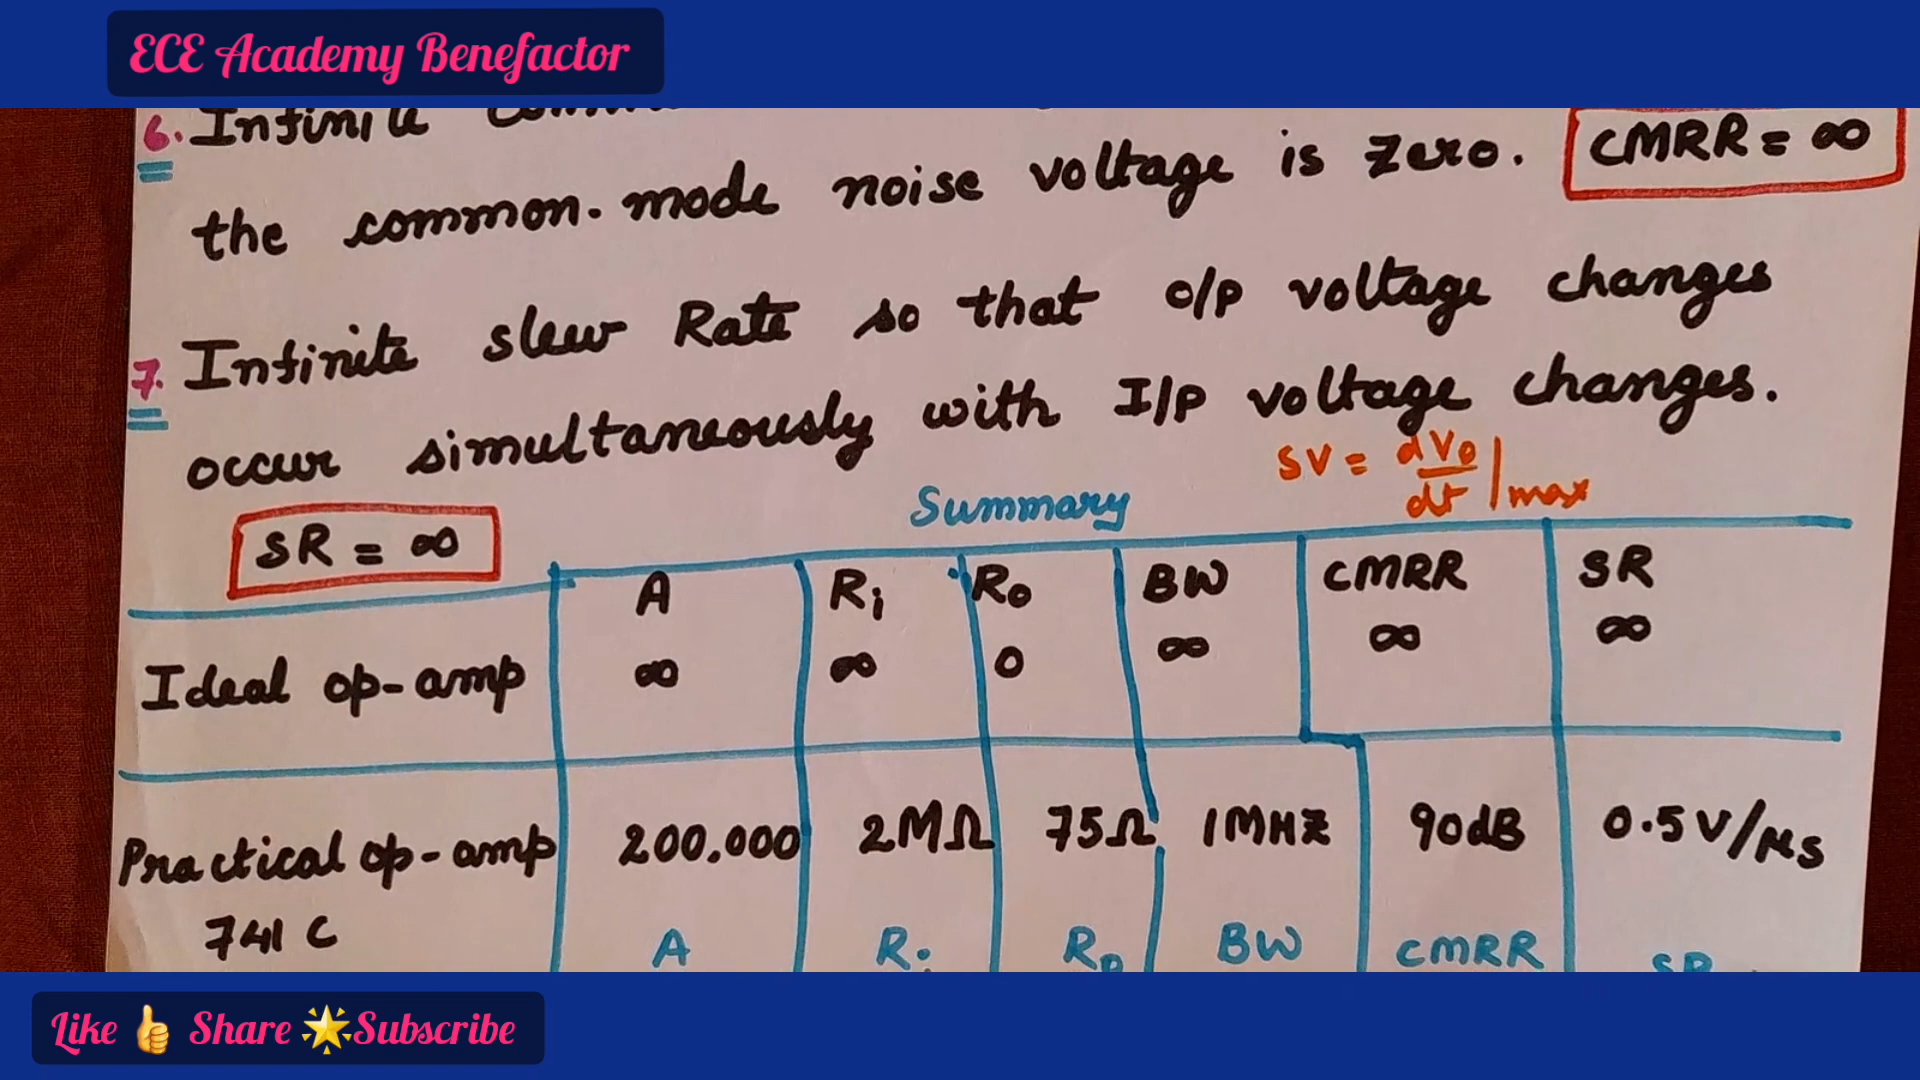 ECE Academy Benefactor
6. Infinite
the common-mode noise voltage is zero. CMRR = ∞
7. Infinite slew Rate so that o/p voltage changes
occur simultaneously with I/p voltage changes.
SV = dVo/dt |max
SR = ∞
Summary
A Ri Ro BW CMRR SR
Ideal op-amp ∞ ∞ 0 ∞ ∞ ∞
Practical op-amp 200,000 2MΩ 75Ω 1MHZ 90dB 0.5V/μs
741 C
A Ri Ro BW CMRR SR
Like 👍 Share 🌟Subscribe